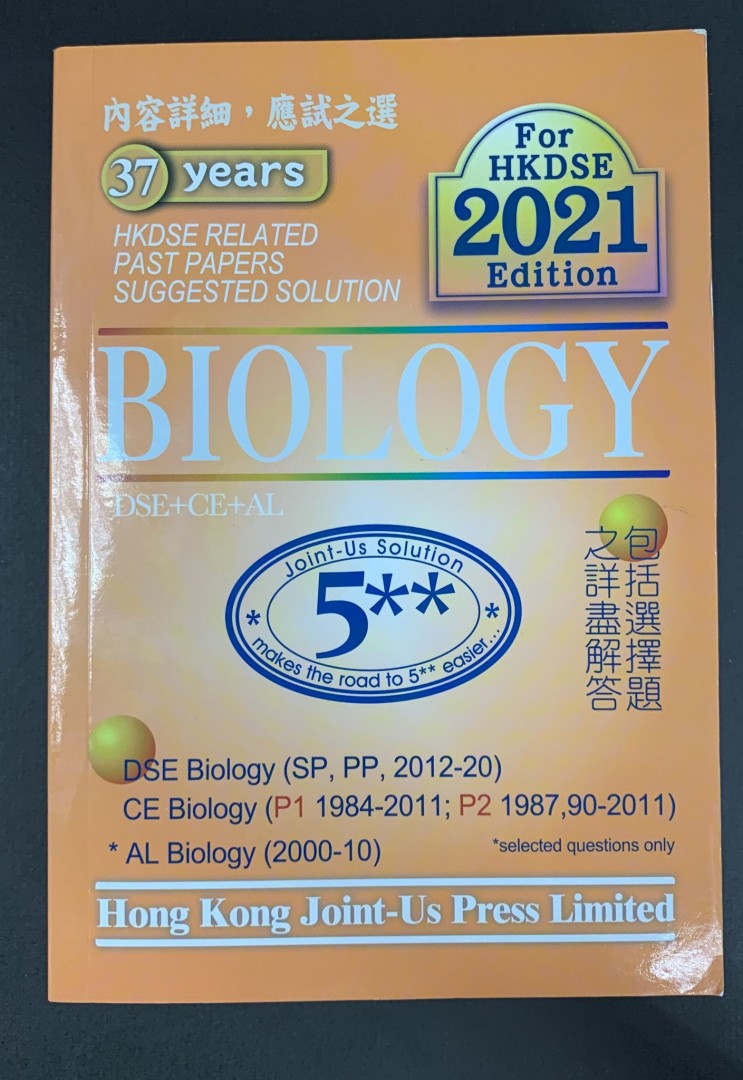 內容詳細，應試之選
37 years
HKDSE RELATED
PAST PAPERS
SUGGESTED SOLUTION
For
HKDSE
2021
Edition
BIOLOGY
DSE+CE+AL
Joint-Us Solution
5**
* makes the road to 5** easier... *
包括選擇題
之詳盡解答
DSE Biology (SP, PP, 2012-20)
CE Biology (P1 1984-2011; P2 1987,90-2011)
* AL Biology (2000-10)
*selected questions only
Hong Kong Joint-Us Press Limited